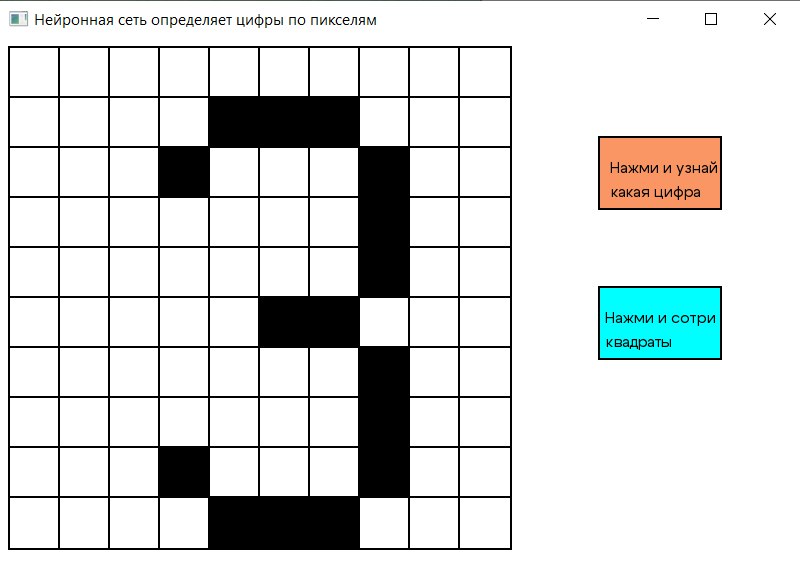 Нейронная сеть определяет цифры по пикселям
Нажми и узнай
какая цифра
Нажми и сотри
квадраты